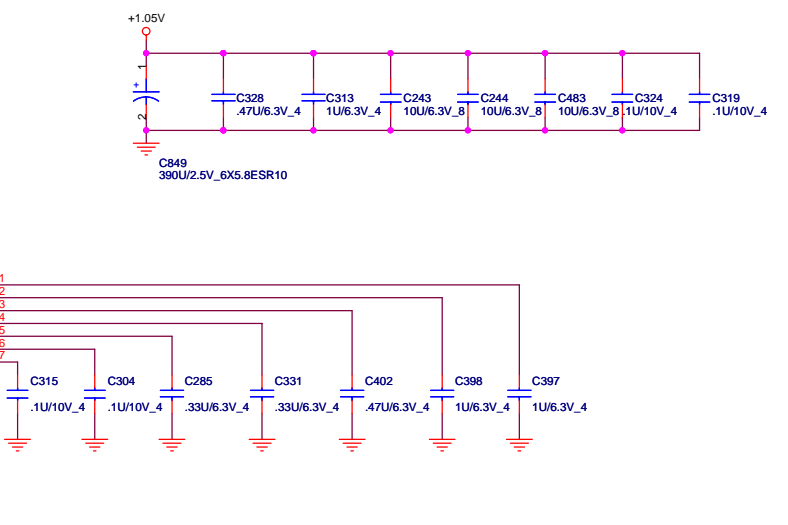 +1.05V
1
+
2
C328
.47U/6.3V_4
C313
1U/6.3V_4
C243
10U/6.3V_8
C244
10U/6.3V_8
C483
10U/6.3V_8
C324
.1U/10V_4
C319
.1U/10V_4
C849
390U/2.5V_6X5.8ESR10
1
2
3
4
5
6
7
C315
.1U/10V_4
C304
.1U/10V_4
C285
.33U/6.3V_4
C331
.33U/6.3V_4
C402
.47U/6.3V_4
C398
1U/6.3V_4
C397
1U/6.3V_4